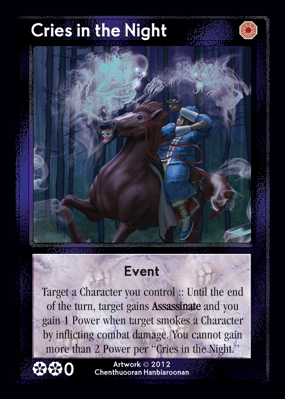 Cries in the Night
Event
Target a Character you control :: Until the end
of the turn, target gains Assassinate and you
gain 1 Power when target smokes a Character
by inflicting combat damage. You cannot gain
more than 2 Power per “Cries in the Night.”
0
Artwork © 2012
Chenthooran Nambiaroonan